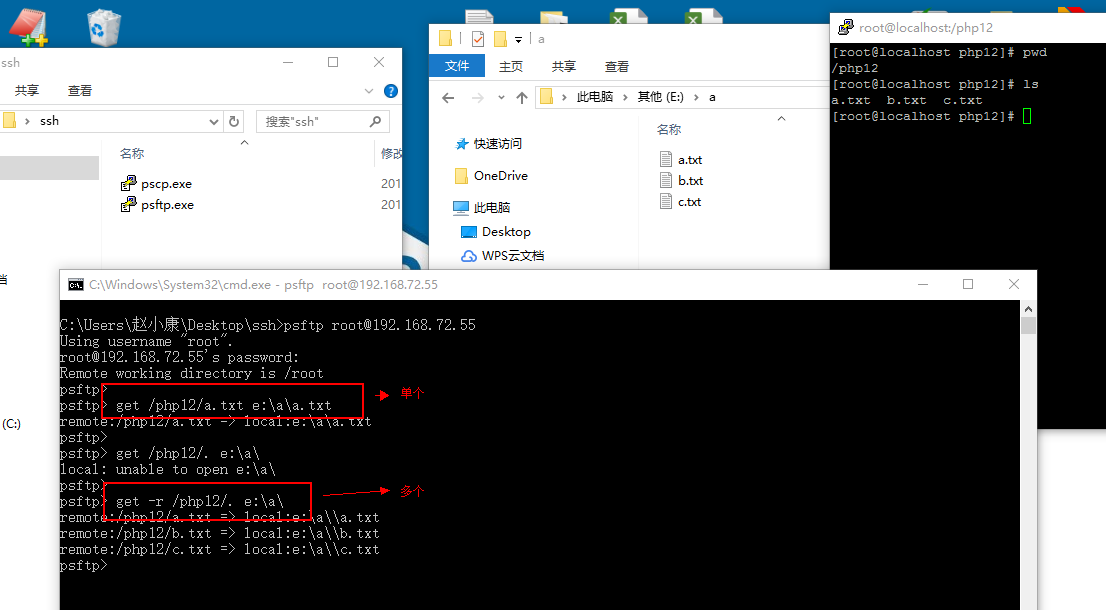 ssh
共享
查看
ssh
搜索"ssh"
名称
修改
pscp.exe
201
psftp.exe
201
档
(C:)
a
文件
主页
共享
查看
此电脑
其他 (E:)
a
快速访问
OneDrive
此电脑
Desktop
WPS云文档
名称
a.txt
b.txt
c.txt
root@localhost:/php12
[root@localhost php12]# pwd
/php12
[root@localhost php12]# ls
a.txt  b.txt  c.txt
[root@localhost php12]#
C:\Windows\System32\cmd.exe - psftp  root@192.168.72.55
C:\Users\赵小康\Desktop\ssh>psftp root@192.168.72.55
Using username "root".
root@192.168.72.55's password:
Remote working directory is /root
psftp>
psftp> get /php12/a.txt e:\a\a.txt
单个
remote:/php12/a.txt => local:e:\a\a.txt
psftp>
psftp> get /php12/. e:\a\
local: unable to open e:\a\
psftp>
psftp> get -r /php12/. e:\a\
多个
remote:/php12/a.txt => local:e:\a\\a.txt
remote:/php12/b.txt => local:e:\a\\b.txt
remote:/php12/c.txt => local:e:\a\\c.txt
psftp>